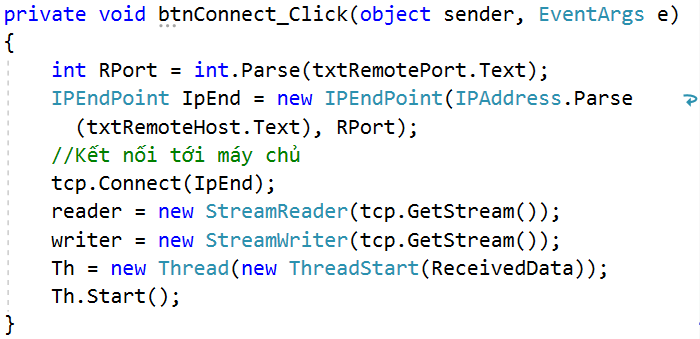 private void btnConnect_Click(object sender, EventArgs e)
{
    int RPort = int.Parse(txtRemotePort.Text);
    IPEndPoint IpEnd = new IPEndPoint(IPAddress.Parse
      (txtRemoteHost.Text), RPort);
    //Kết nối tới máy chủ
    tcp.Connect(IpEnd);
    reader = new StreamReader(tcp.GetStream());
    writer = new StreamWriter(tcp.GetStream());
    Th = new Thread(new ThreadStart(ReceivedData));
    Th.Start();
}